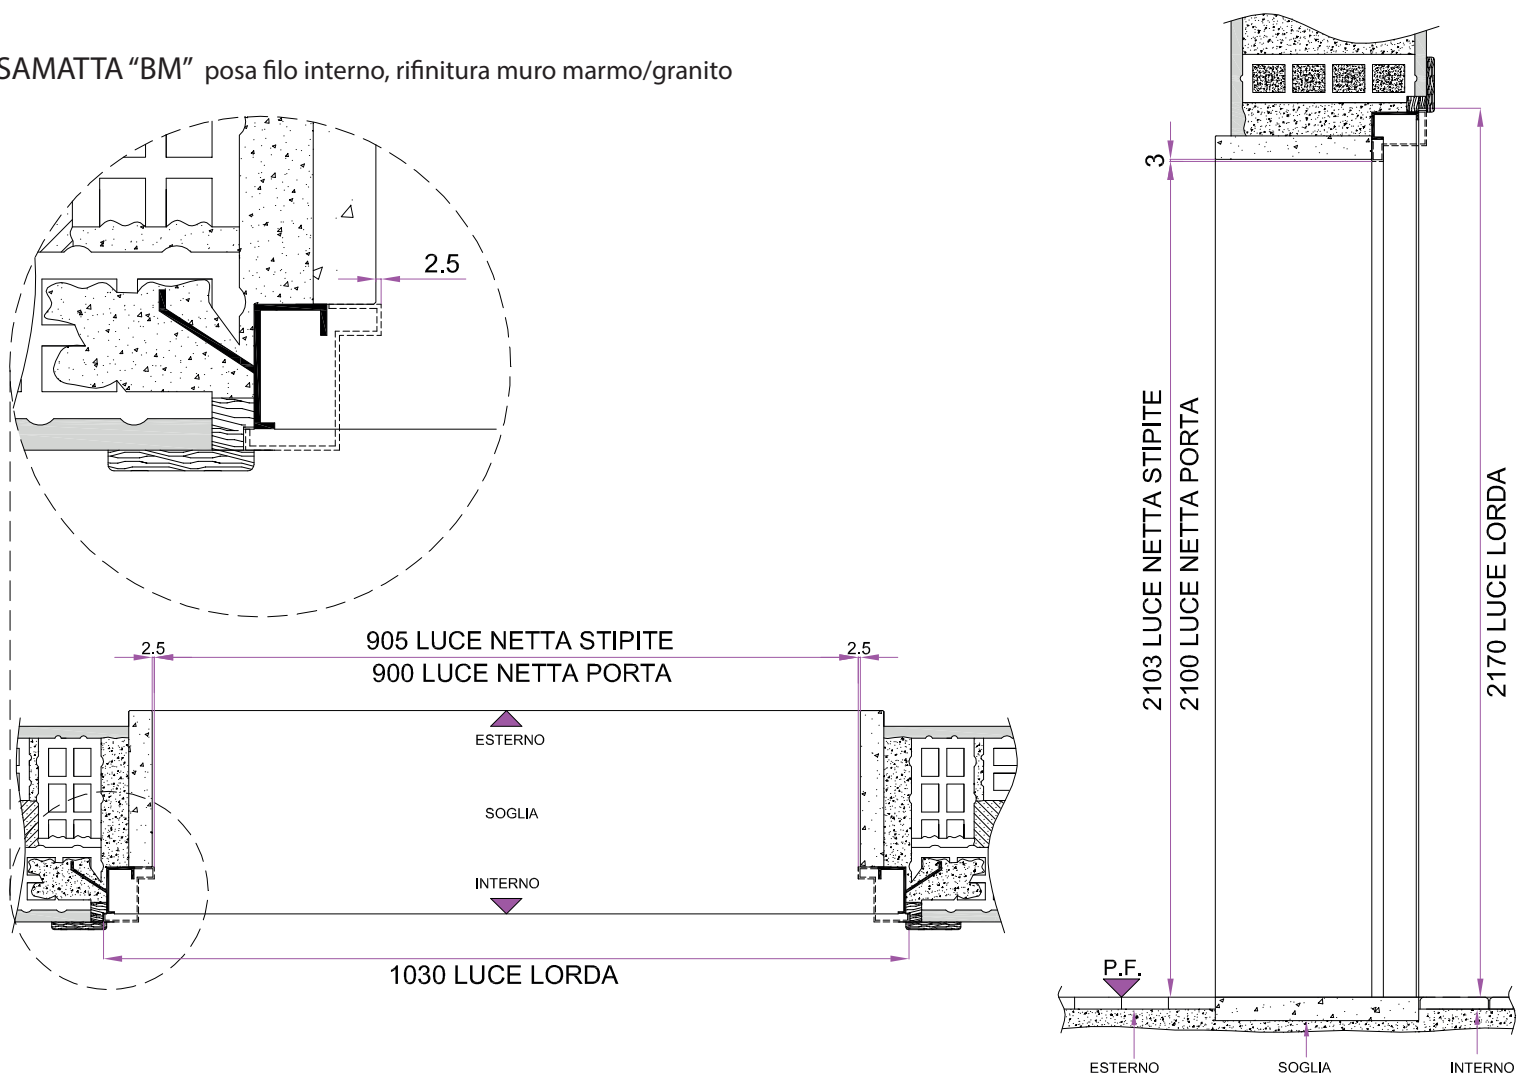 SAMATTA “BM” posa filo interno, rifinitura muro marmo/granito
2.5
905 LUCE NETTA STIPITE
2.5
2.5
900 LUCE NETTA PORTA
ESTERNO
SOGLIA
INTERNO
1030 LUCE LORDA
3
2103 LUCE NETTA STIPITE
2100 LUCE NETTA PORTA
2170 LUCE LORDA
P.F.
ESTERNO
SOGLIA
INTERNO